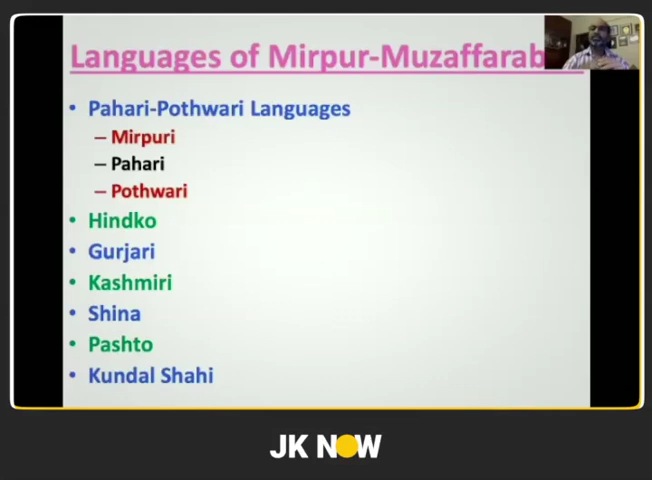 Languages of Mirpur-Muzaffarab
• Pahari-Pothwari Languages
– Mirpuri
– Pahari
– Pothwari
• Hindko
• Gurjari
• Kashmiri
• Shina
• Pashto
• Kundal Shahi
JK NOW